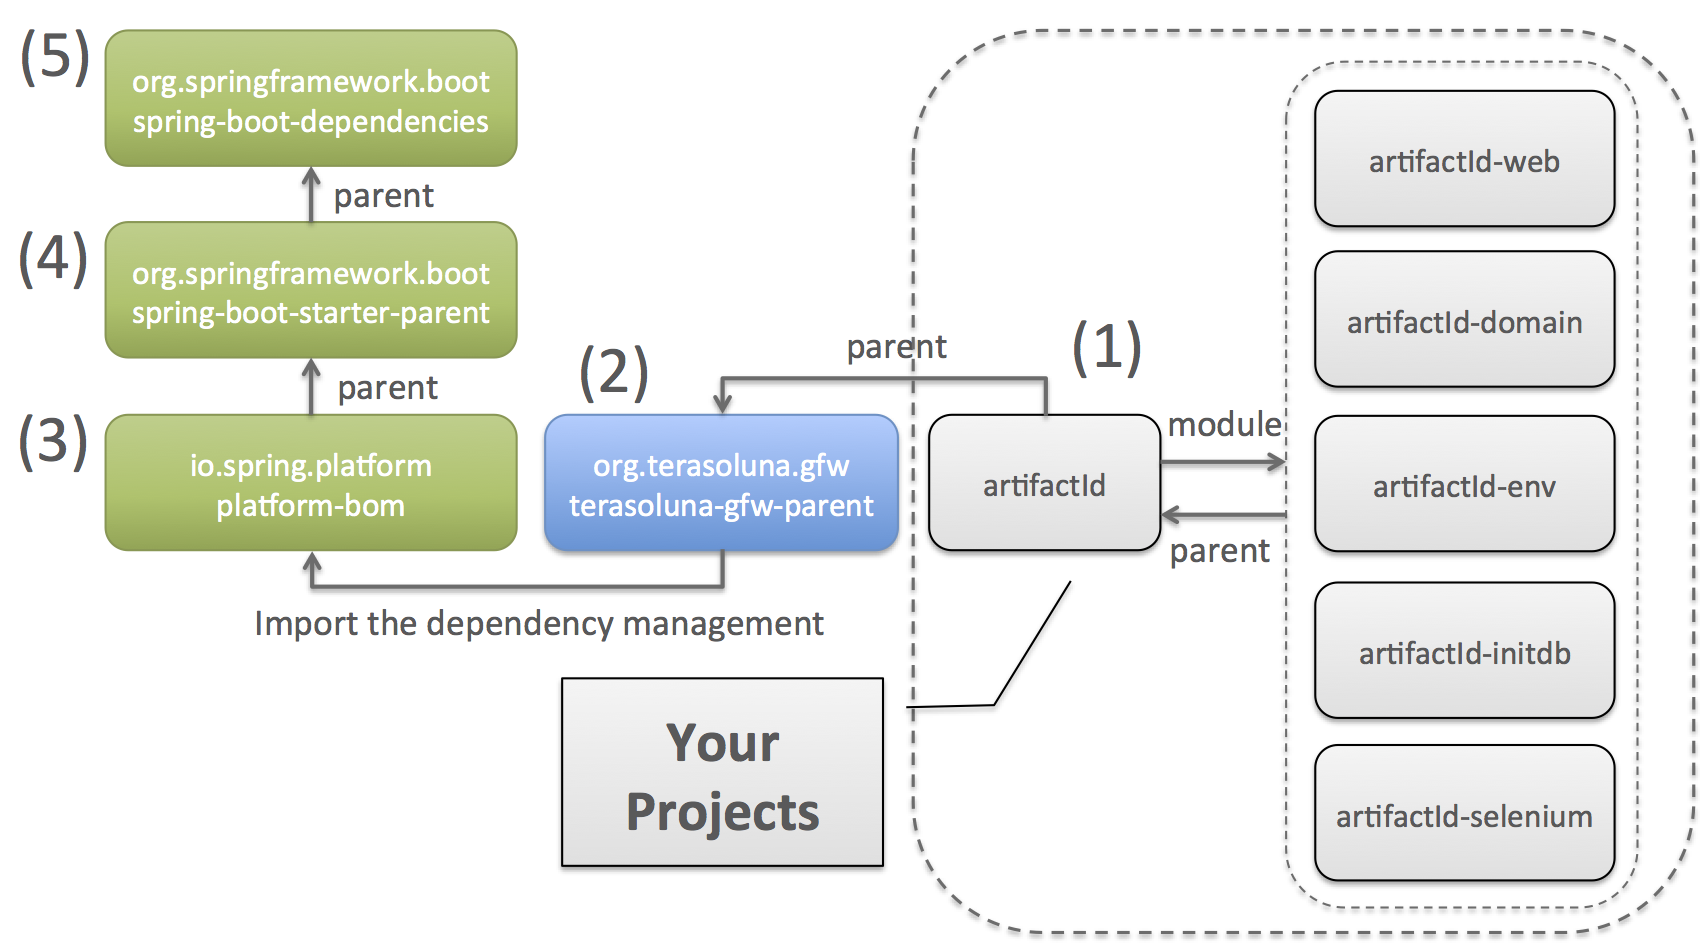 (5)
org.springframework.boot
spring-boot-dependencies
parent
(4)
org.springframework.boot
spring-boot-starter-parent
parent
(3)
io.spring.platform
platform-bom
(2)
org.terasoluna.gfw
terasoluna-gfw-parent
Import the dependency management
parent
(1)
artifactId
module
parent
Your
Projects
artifactId-web
artifactId-domain
artifactId-env
artifactId-initdb
artifactId-selenium